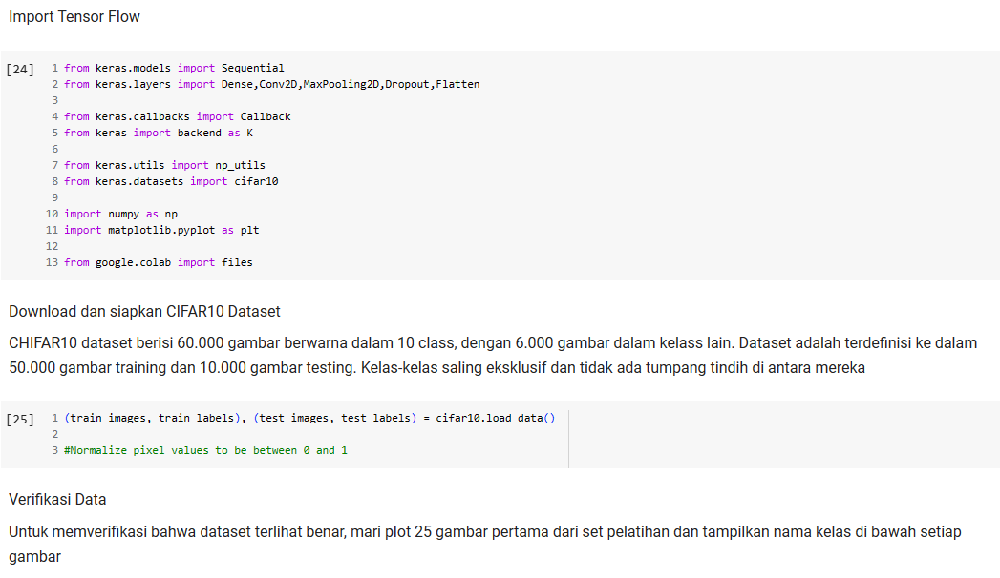 Import Tensor Flow
[24]
1 from keras.models import Sequential
2 from keras.layers import Dense,Conv2D,MaxPooling2D,Dropout,Flatten
3
4 from keras.callbacks import Callback
5 from keras import backend as K
6
7 from keras.utils import np_utils
8 from keras.datasets import cifar10
9
10 import numpy as np
11 import matplotlib.pyplot as plt
12
13 from google.colab import files
Download dan siapkan CIFAR10 Dataset
CHIFAR10 dataset berisi 60.000 gambar berwarna dalam 10 class, dengan 6.000 gambar dalam kelass lain. Dataset adalah terdefinisi ke dalam
50.000 gambar training dan 10.000 gambar testing. Kelas-kelas saling eksklusif dan tidak ada tumpang tindih di antara mereka
[25]
1 (train_images, train_labels), (test_images, test_labels) = cifar10.load_data()
2
3 #Normalize pixel values to be between 0 and 1
Verifikasi Data
Untuk memverifikasi bahwa dataset terlihat benar, mari plot 25 gambar pertama dari set pelatihan dan tampilkan nama kelas di bawah setiap
gambar